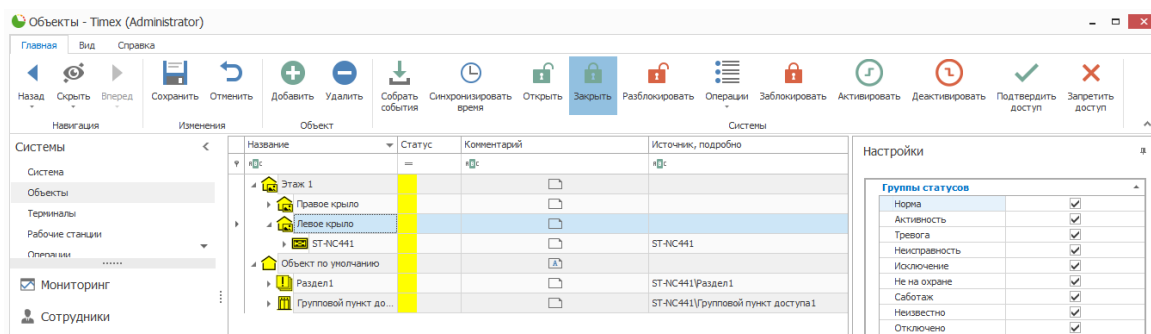 Объекты - Timex (Administrator)
Главная Вид Справка
Назад Скрыть Вперед Сохранить Отменить Добавить Удалить Собрать события Синхронизировать время Открыть Закрыть Разблокировать Операции Заблокировать Активировать Деактивировать Подтвердить доступ Запретить доступ
Навигация Изменения Объект Системы
Системы Название Статус Комментарий Источник, подробно Настройки
Система
Объекты Этаж 1 Группы статусов
Терминалы Правое крыло Норма
Рабочие станции Левое крыло Активность
Операции ST-NC441 ST-NC441 Тревога
Объект по умолчанию Неисправность
Мониторинг Раздел1 ST-NC441\Раздел1 Исключение
Не на охране
Сотрудники Групповой пункт до... ST-NC441\Групповой пункт доступа1 Саботаж
Неизвестно
Отключено